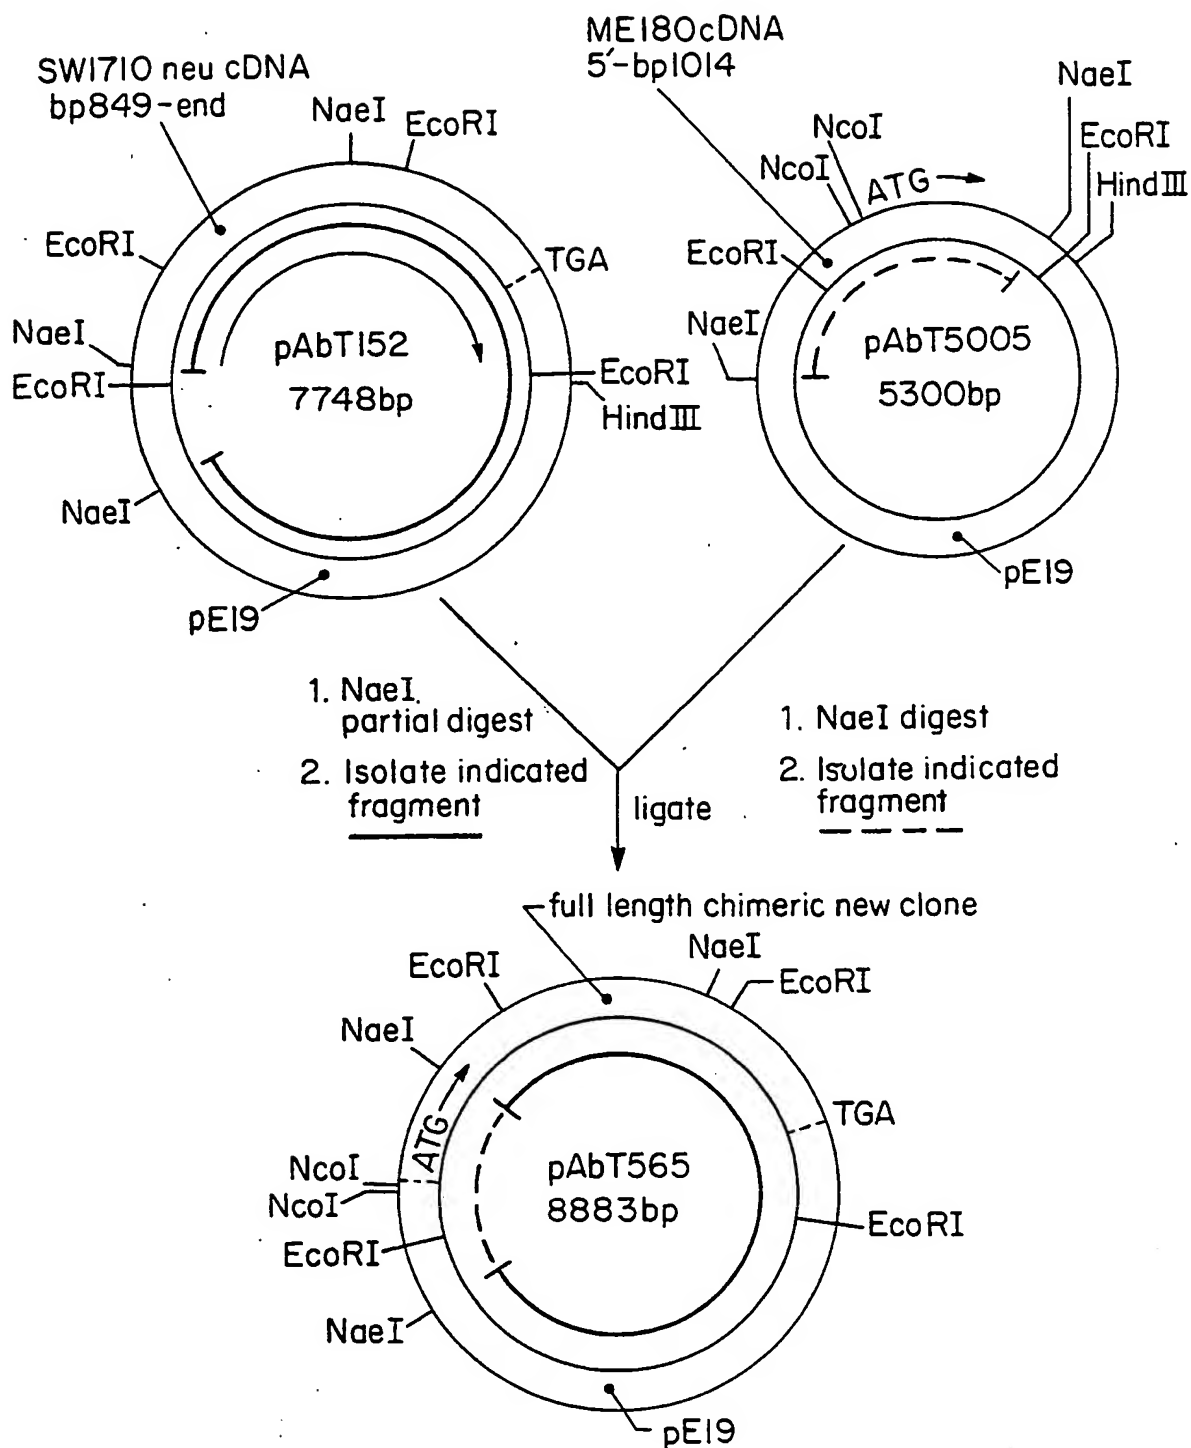 SW1710 neu cDNA
bp849-end
NaeI
EcoRI
EcoRI
TGA
NaeI
EcoRI
pAbT152
7748bp
EcoRI
HindIII
NaeI
pE19
ME180cDNA
5'-bp1014
NaeI
NcoI
EcoRI
NcoI
ATG
HindIII
EcoRI
NaeI
pAbT5005
5300bp
pE19
1. NaeI
partial digest
2. Isolate indicated
fragment
1. NaeI digest
2. Isolate indicated
fragment
ligate
full length chimeric new clone
NaeI
EcoRI
EcoRI
NaeI
ATG
TGA
NcoI
NcoI
pAbT565
8883bp
EcoRI
EcoRI
NaeI
pE19